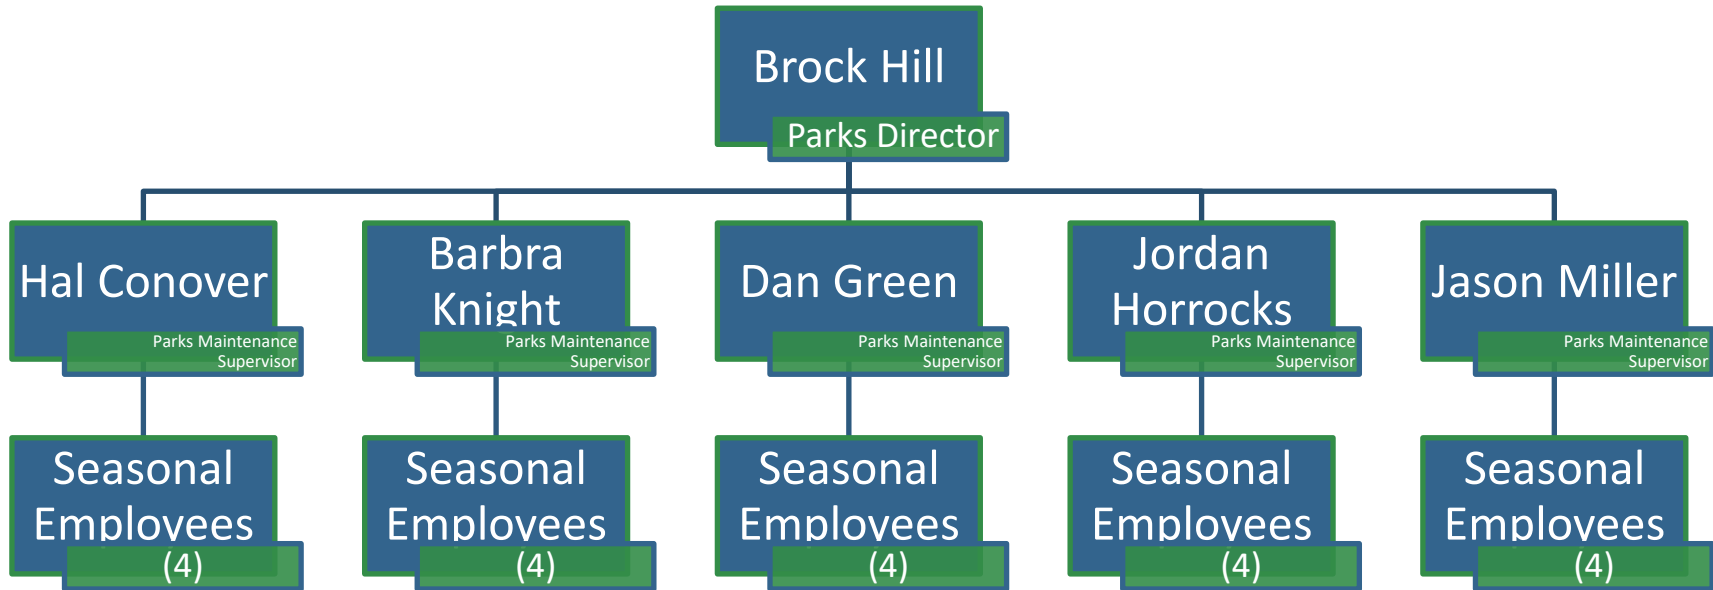 Brock Hill
Parks Director
Hal Conover
Parks Maintenance
Supervisor
Barbra
Knight
Parks Maintenance
Supervisor
Dan Green
Parks Maintenance
Supervisor
Jordan
Horrocks
Parks Maintenance
Supervisor
Jason Miller
Parks Maintenance
Supervisor
Seasonal
Employees
(4)
Seasonal
Employees
(4)
Seasonal
Employees
(4)
Seasonal
Employees
(4)
Seasonal
Employees
(4)